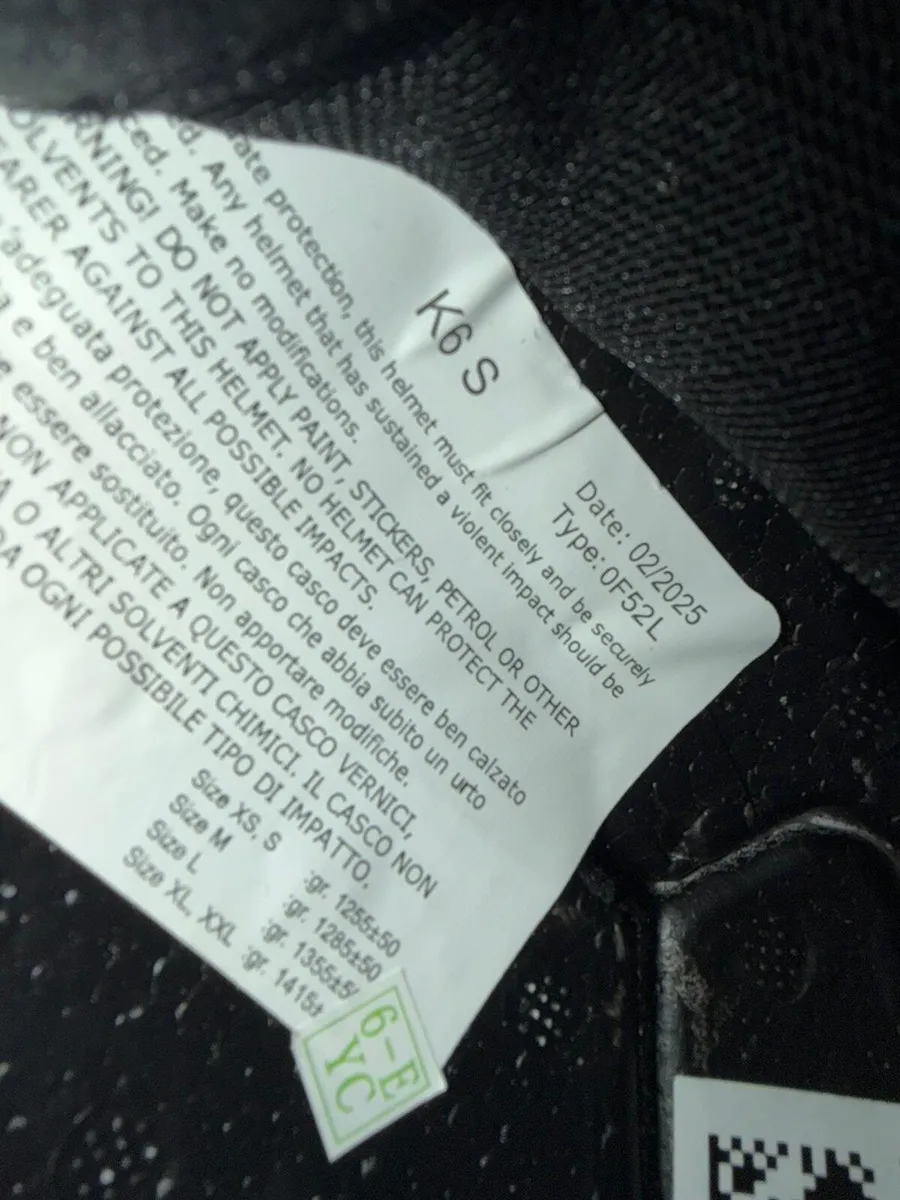 K6 S
Date: 02/2025
Type: 0F52L
ate protection, this helmet must fit closely and be securely
d. Any helmet that has sustained a violent impact should be
ced. Make no modifications.
RNING! DO NOT APPLY PAINT, STICKERS, PETROL OR OTHER
OLVENTS TO THIS HELMET. NO HELMET CAN PROTECT THE
EARER AGAINST ALL POSSIBLE IMPACTS.
adeguata protezione, questo casco deve essere ben calzato
e ben allacciato. Ogni casco che abbia subito un urto
essere sostituito. Non apportare modifiche.
NON APPLICATE A QUESTO CASCO VERNICI,
A O ALTRI SOLVENTI CHIMICI. IL CASCO NON
DA OGNI POSSIBILE TIPO DI IMPATTO.
Size XS, S :gr. 1255±50
Size M :gr. 1285±50
Size L :gr. 1355±5
Size XL, XXL :gr. 1415±
6-E
YC